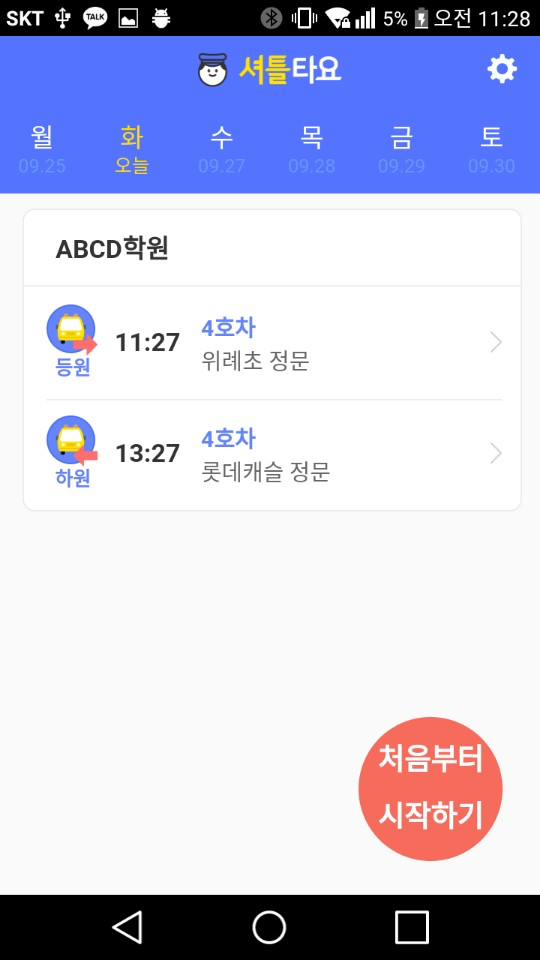 SKT TALK 5% 오전 11:28
셔틀타요
월 화 수 목 금 토
09.25 오늘 09.27 09.28 09.29 09.30
ABCD학원
등원 11:27 4호차
위례초 정문
하원 13:27 4호차
롯데캐슬 정문
처음부터
시작하기